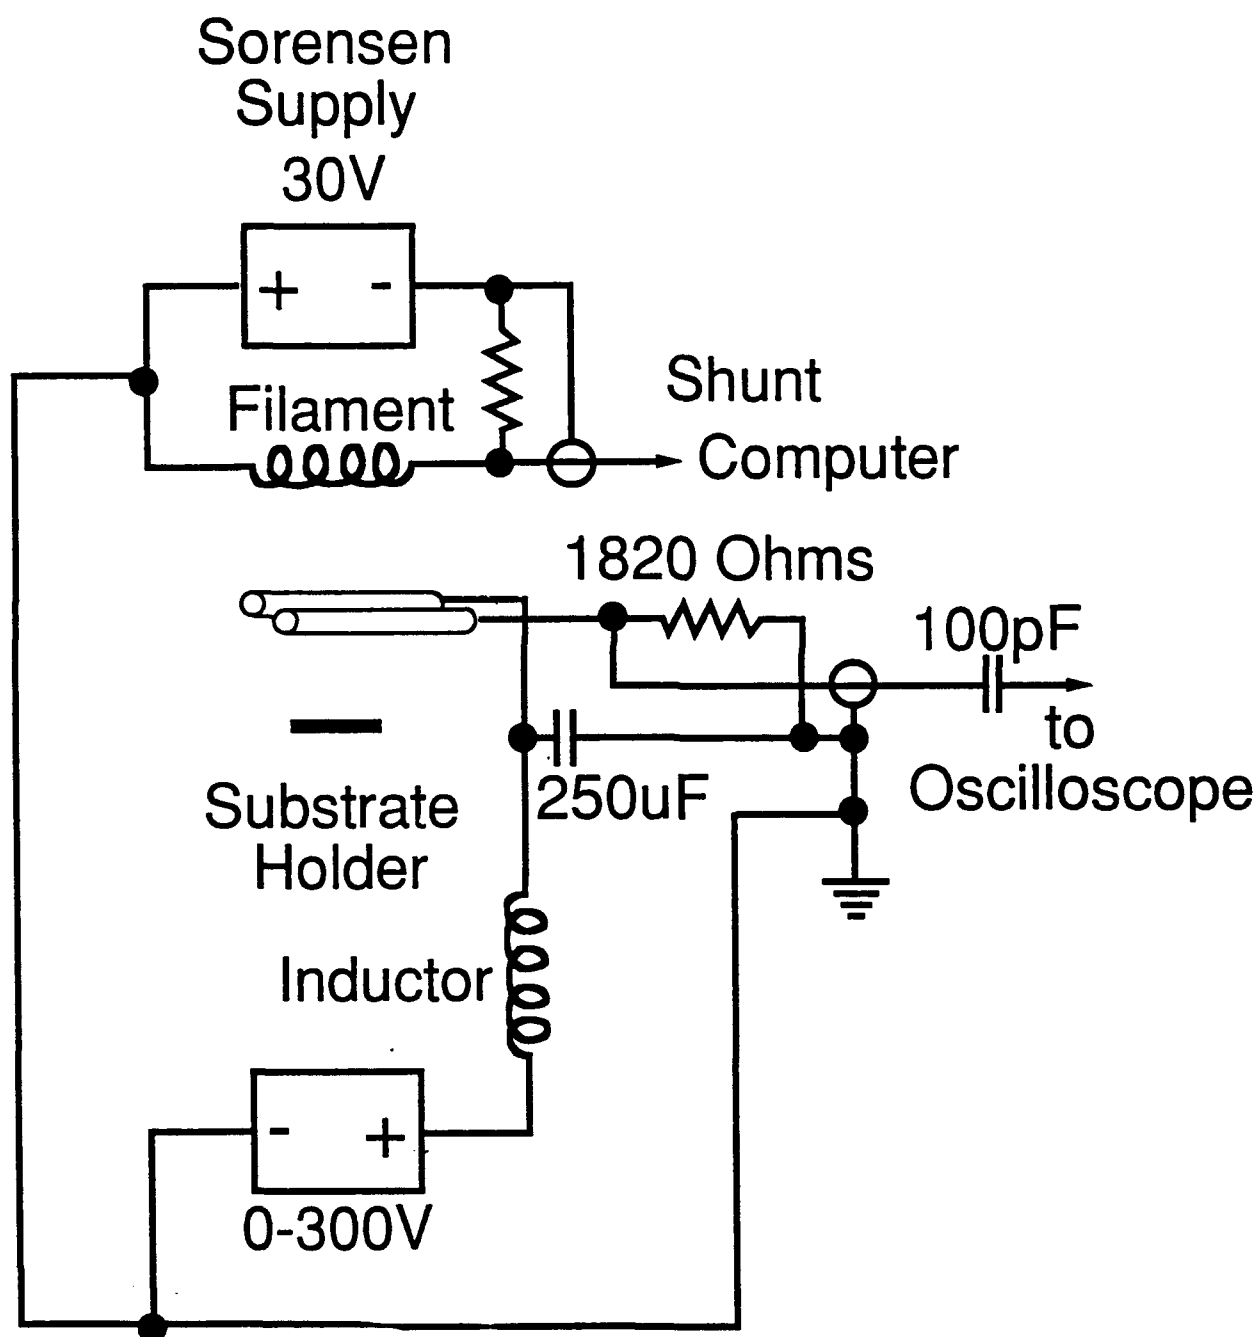 Sorensen
Supply
30V
+ -
Filament
Shunt
Computer
1820 Ohms
100pF
to
Oscilloscope
250uF
Substrate
Holder
Inductor
- +
0-300V